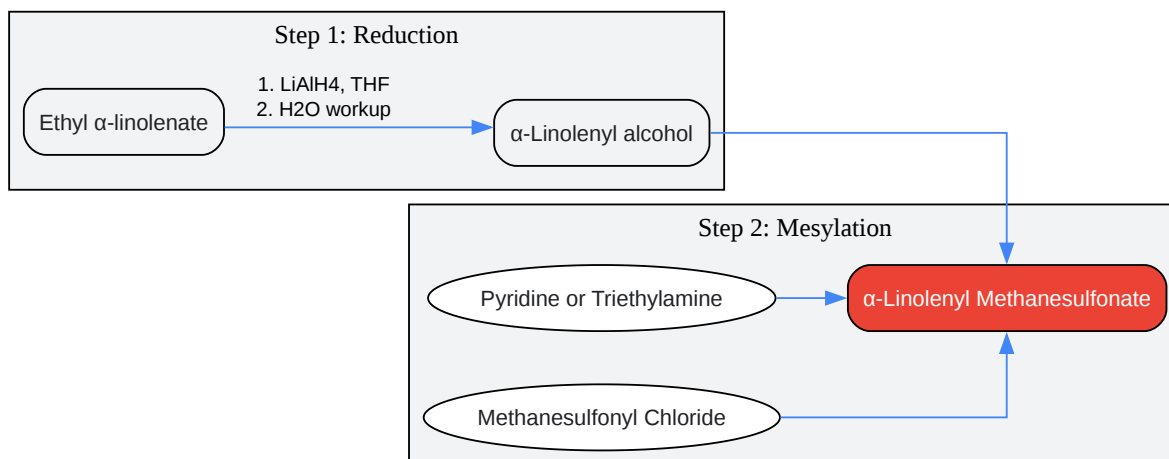 Step 1: Reduction
1. LiAlH4, THF
2. H2O workup
Ethyl α-linolenate
α-Linolenyl alcohol
Step 2: Mesylation
Pyridine or Triethylamine
α-Linolenyl Methanesulfonate
Methanesulfonyl Chloride